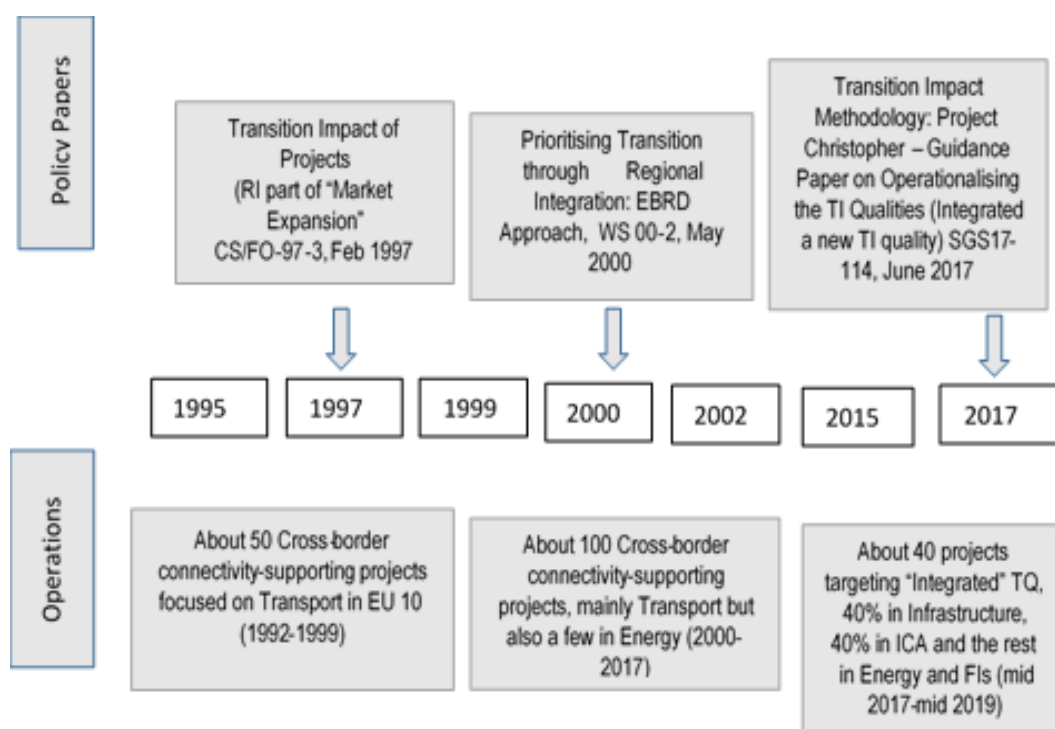 Policy Papers
Transition Impact of
Projects
(RI part of “Market
Expansion”
CS/FO-97-3, Feb 1997
Prioritising Transition
through Regional
Integration: EBRD
Approach, WS 00-2, May
2000
Transition Impact
Methodology: Project
Christopher – Guidance
Paper on Operationalising
the TI Qualities (Integrated
a new TI quality) SGS17-
114, June 2017
1995
1997
1999
2000
2002
2015
2017
Operations
About 50 Cross-border
connectivity-supporting projects
focused on Transport in EU 10
(1992-1999)
About 100 Cross-border
connectivity-supporting
projects, mainly Transport but
also a few in Energy (2000-
2017)
About 40 projects
targeting “Integrated” TQ,
40% in Infrastructure,
40% in ICA and the rest
in Energy and FIs (mid
2017-mid 2019)